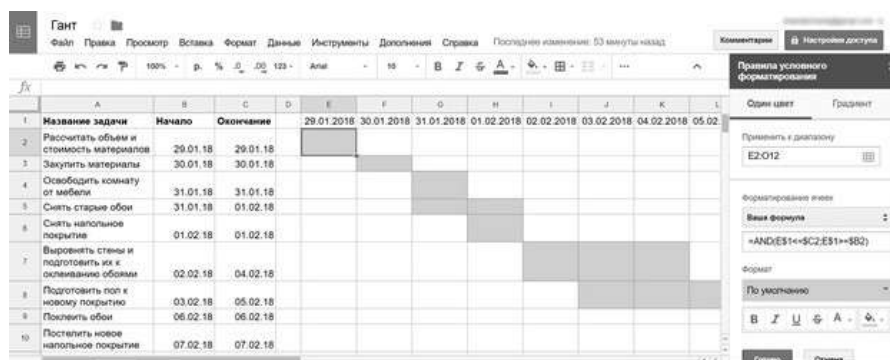 Гант
Файл Правка Просмотр Вставка Формат Данные Инструменты Дополнения Справка Последнее изменение: 53 минуты назад
Комментарии Настройки доступа
100% р. % .0 .00 123 Arial 10 B I S A
Правила условного
форматирования
fx
Один цвет Градиент
A B C D E F G H I J K L
1 Название задачи Начало Окончание 29.01.2018 30.01.2018 31.01.2018 01.02.2018 02.02.2018 03.02.2018 04.02.2018 05.02.
Применить к диапазону
E2:O12
2 Рассчитать объем и
стоимость материалов 29.01.18 29.01.18
3 Закупить материалы 30.01.18 30.01.18
4 Освободить комнату
от мебели 31.01.18 31.01.18
5 Снять старые обои 31.01.18 01.02.18
6 Снять напольное
покрытие 01.02.18 01.02.18
7 Выровнять стены и
подготовить их к
оклеиванию обоями 02.02.18 04.02.18
8 Подготовить пол к
новому покрытию 03.02.18 05.02.18
9 Поклеить обои 06.02.18 06.02.18
10 Постелить новое
напольное покрытие 07.02.18 07.02.18
Форматирование ячеек
Ваша формула
=AND(E$1<=$C2;E$1>=$B2)
Формат
По умолчанию
B I U S A
Готово Отмена